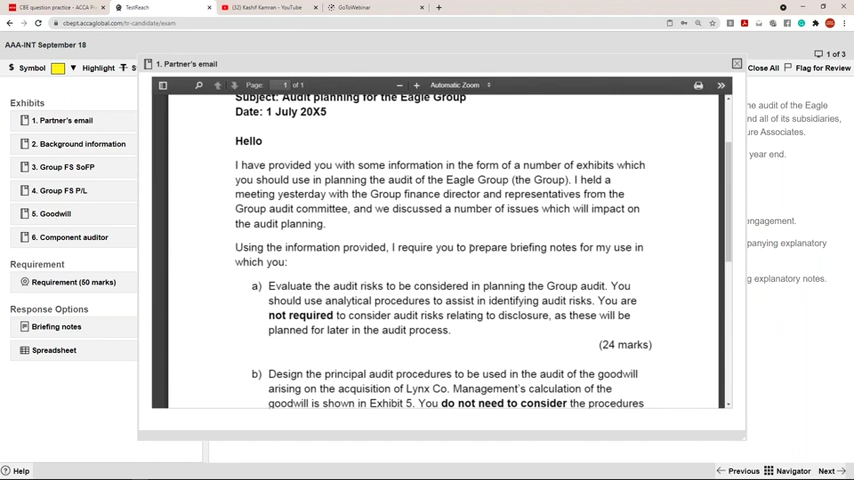 CBE question practice - ACCA P
TestReach
(32) Kashif Kamran - YouTube
GoToWebinar
cbept.accaglobal.com/tr-candidate/exam
AAA-INT September 18
1 of 3
Symbol
Highlight
Close All
Flag for Review
Exhibits
1. Partner's email
2. Background information
3. Group FS SoFP
4. Group FS P/L
5. Goodwill
6. Component auditor
Requirement
Requirement (50 marks)
Response Options
Briefing notes
Spreadsheet
1. Partner's email
Page: 1 of 1
Automatic Zoom
Subject: Audit planning for the Eagle Group
Date: 1 July 20X5
Hello
I have provided you with some information in the form of a number of exhibits which
you should use in planning the audit of the Eagle Group (the Group). I held a
meeting yesterday with the Group finance director and representatives from the
Group audit committee, and we discussed a number of issues which will impact on
the audit planning.
Using the information provided, I require you to prepare briefing notes for my use in
which you:
a) Evaluate the audit risks to be considered in planning the Group audit. You
should use analytical procedures to assist in identifying audit risks. You are
not required to consider audit risks relating to disclosure, as these will be
planned for later in the audit process.
(24 marks)
b) Design the principal audit procedures to be used in the audit of the goodwill
arising on the acquisition of Lynx Co. Management's calculation of the
goodwill is shown in Exhibit 5. You do not need to consider the procedures
he audit of the Eagle
nd all of its subsidiaries,
ure Associates.
year end.
ngagement.
panying explanatory
g explanatory notes.
Help
Previous
Navigator
Next